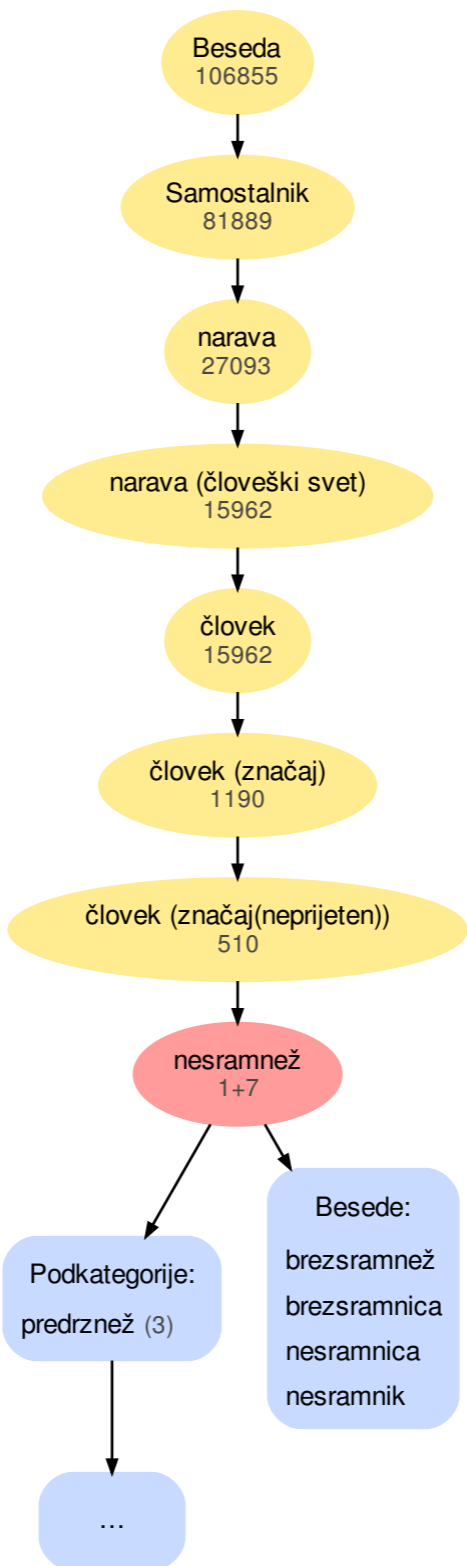 Beseda
106855
Samostalnik
81889
narava
27093
narava (človeški svet)
15962
človek
15962
človek (značaj)
1190
človek (značaj(neprijeten))
510
nesramnež
1+7
Podkategorije:
predrznež (3)
...
Besede:
brezsramnež
brezsramnica
nesramnica
nesramnik